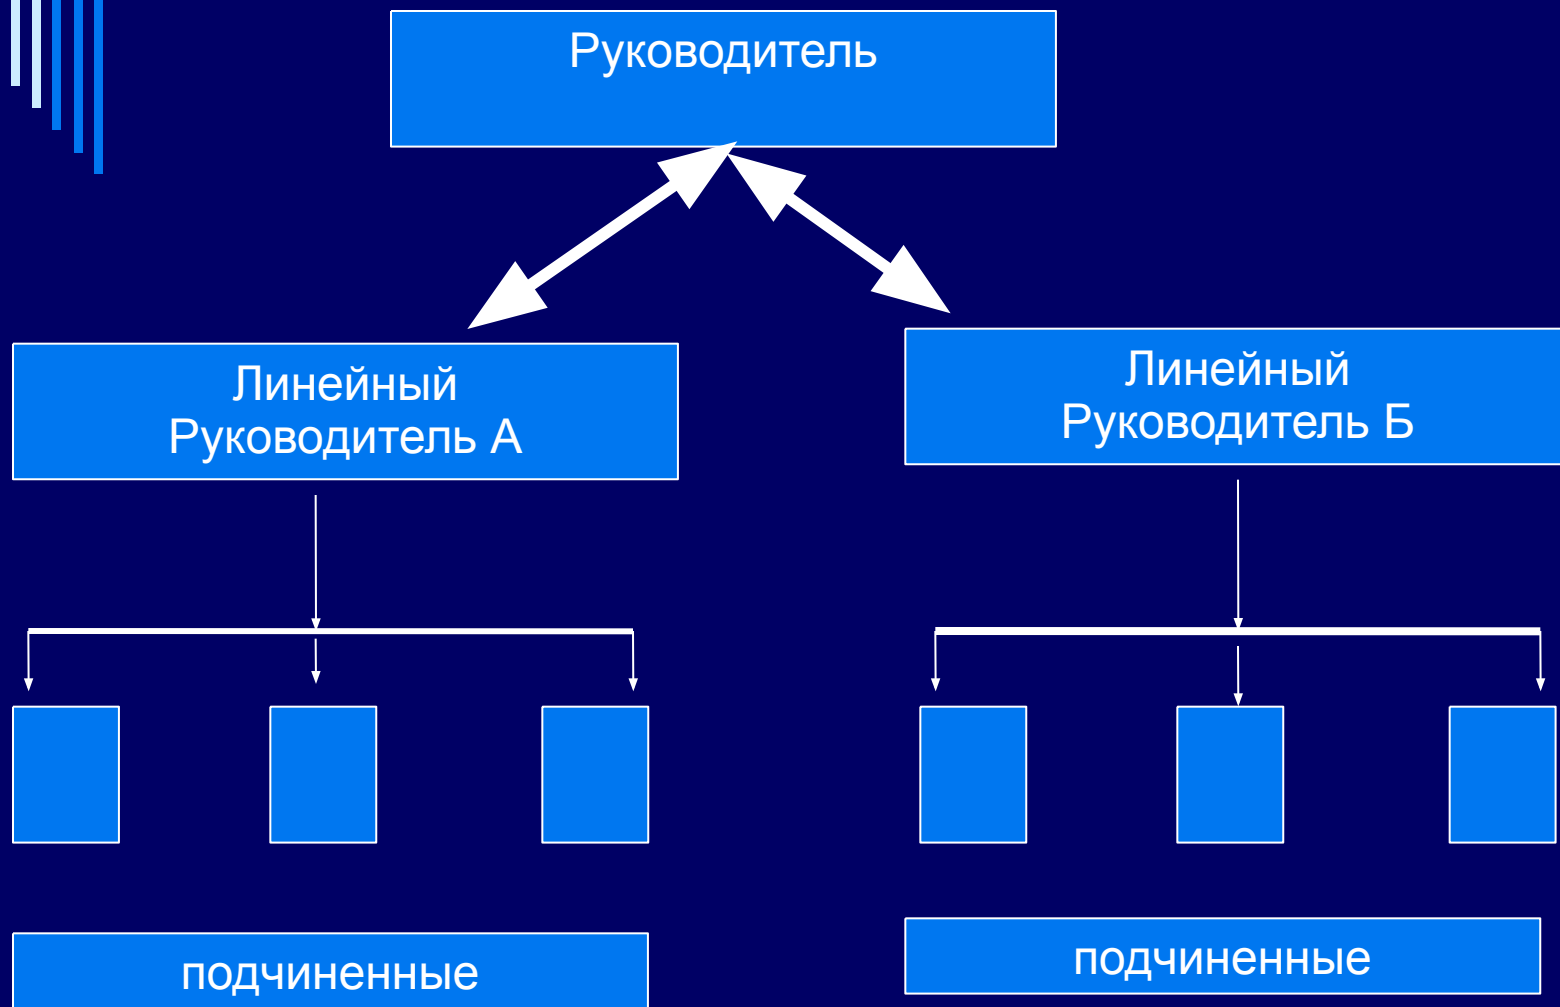 Руководитель
Линейный
Руководитель А
Линейный
Руководитель Б
подчиненные
подчиненные